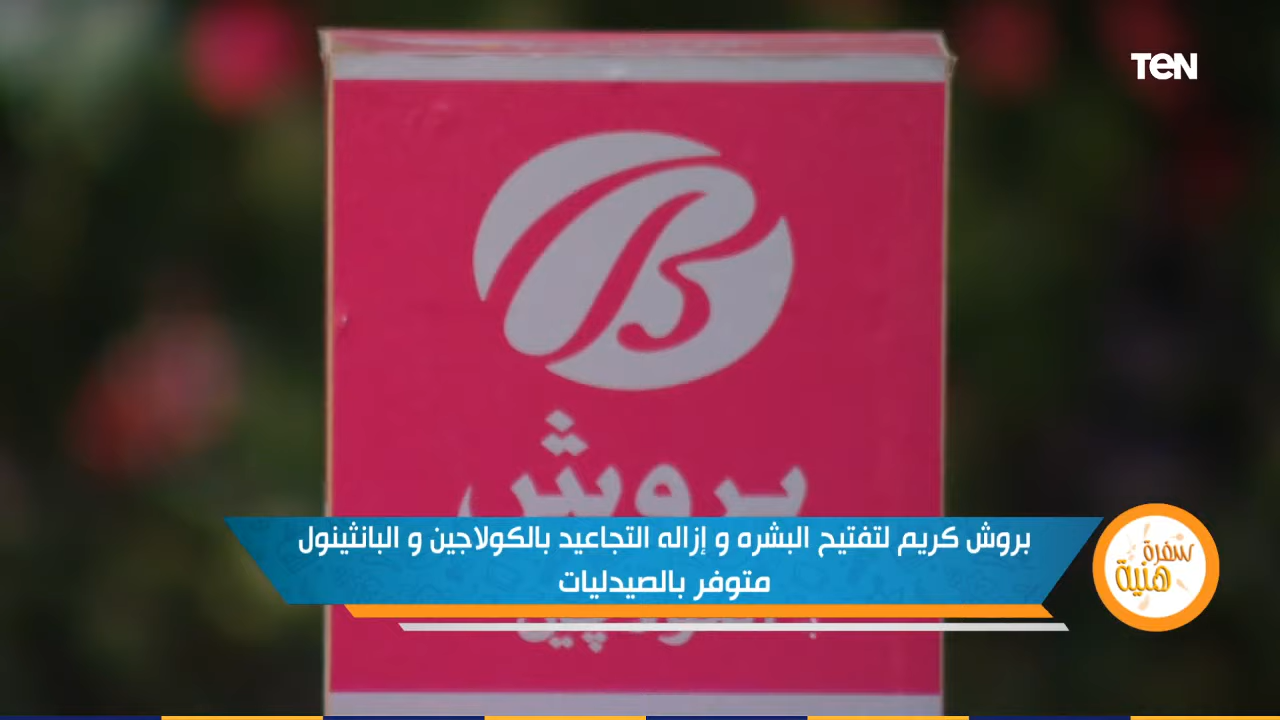 TEN
بروش
بروش كريم لتفتيح البشره و إزاله التجاعيد بالكولاجين و البانثينول
متوفر بالصيدليات
سفرة
هنية